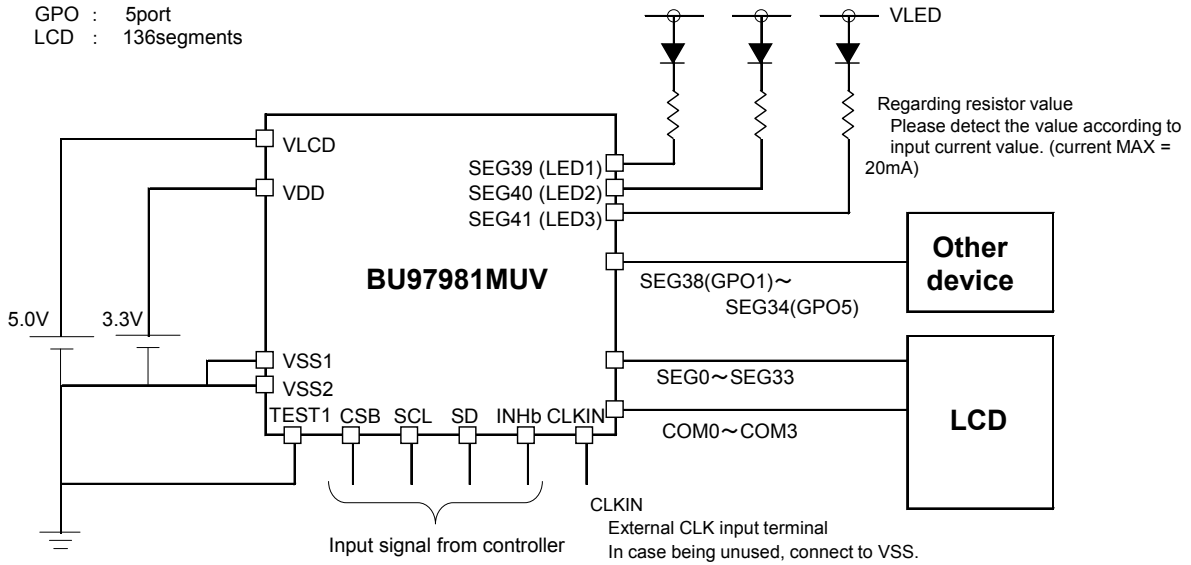 GPO : 5port
LCD : 136segments
VLED
Regarding resistor value
Please detect the value according to
input current value. (current MAX =
20mA)
VLCD
SEG39 (LED1)
VDD
SEG40 (LED2)
SEG41 (LED3)
BU97981MUV
Other
device
SEG38(GPO1)～
SEG34(GPO5)
5.0V
3.3V
VSS1
VSS2
SEG0～SEG33
TEST1 CSB SCL SD INHb CLKIN
COM0～COM3
LCD
CLKIN
External CLK input terminal
In case being unused, connect to VSS.
Input signal from controller